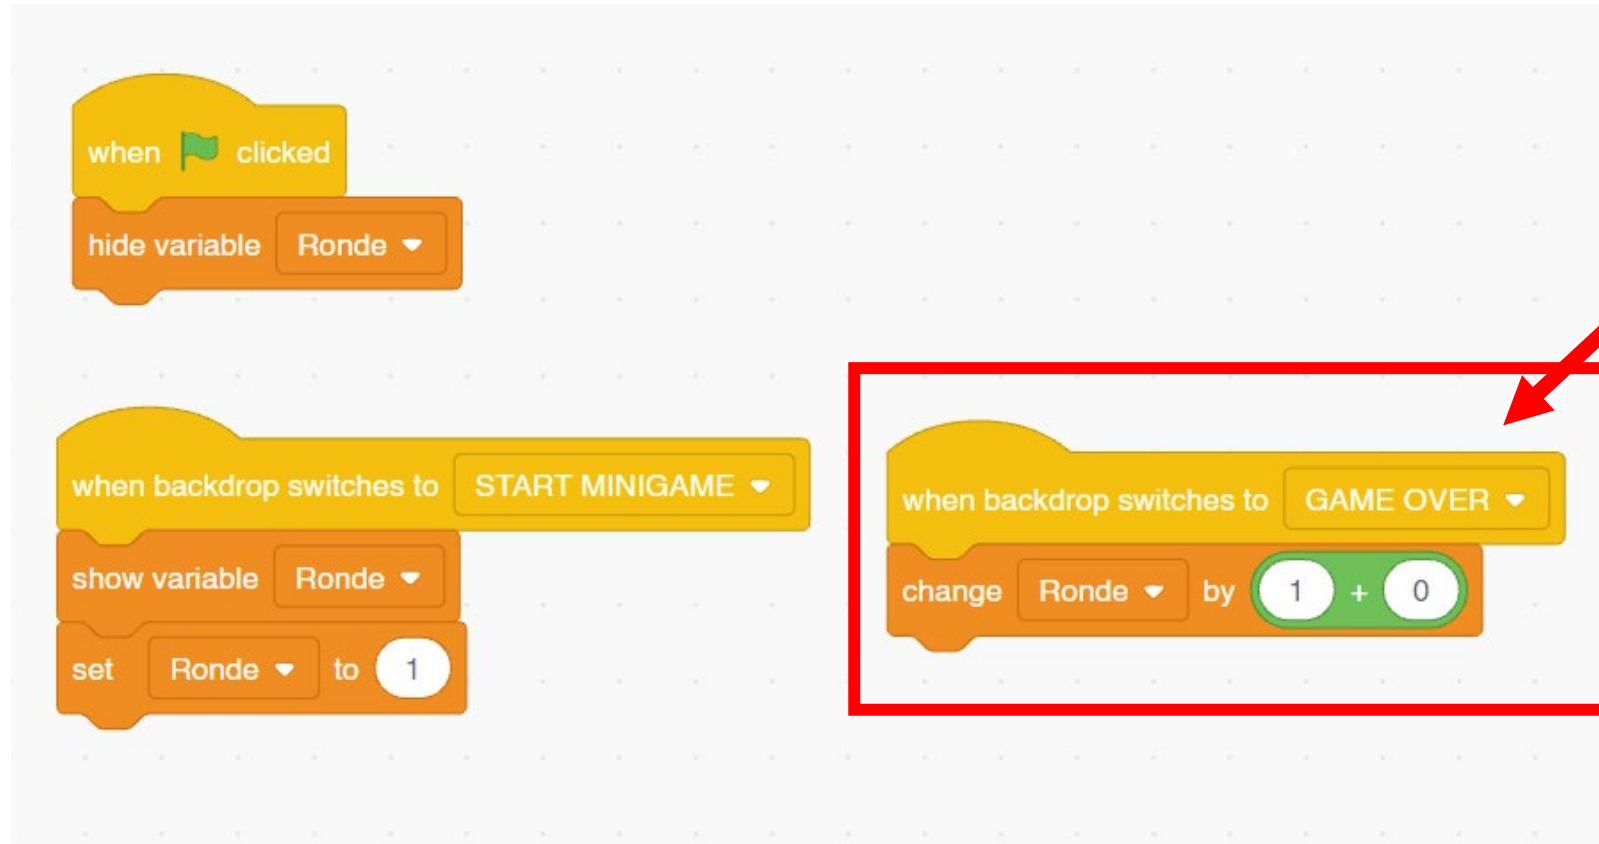 when clicked
hide variable Ronde
when backdrop switches to START MINIGAME
show variable Ronde
set Ronde to 1
when backdrop switches to GAME OVER
change Ronde by 1 + 0